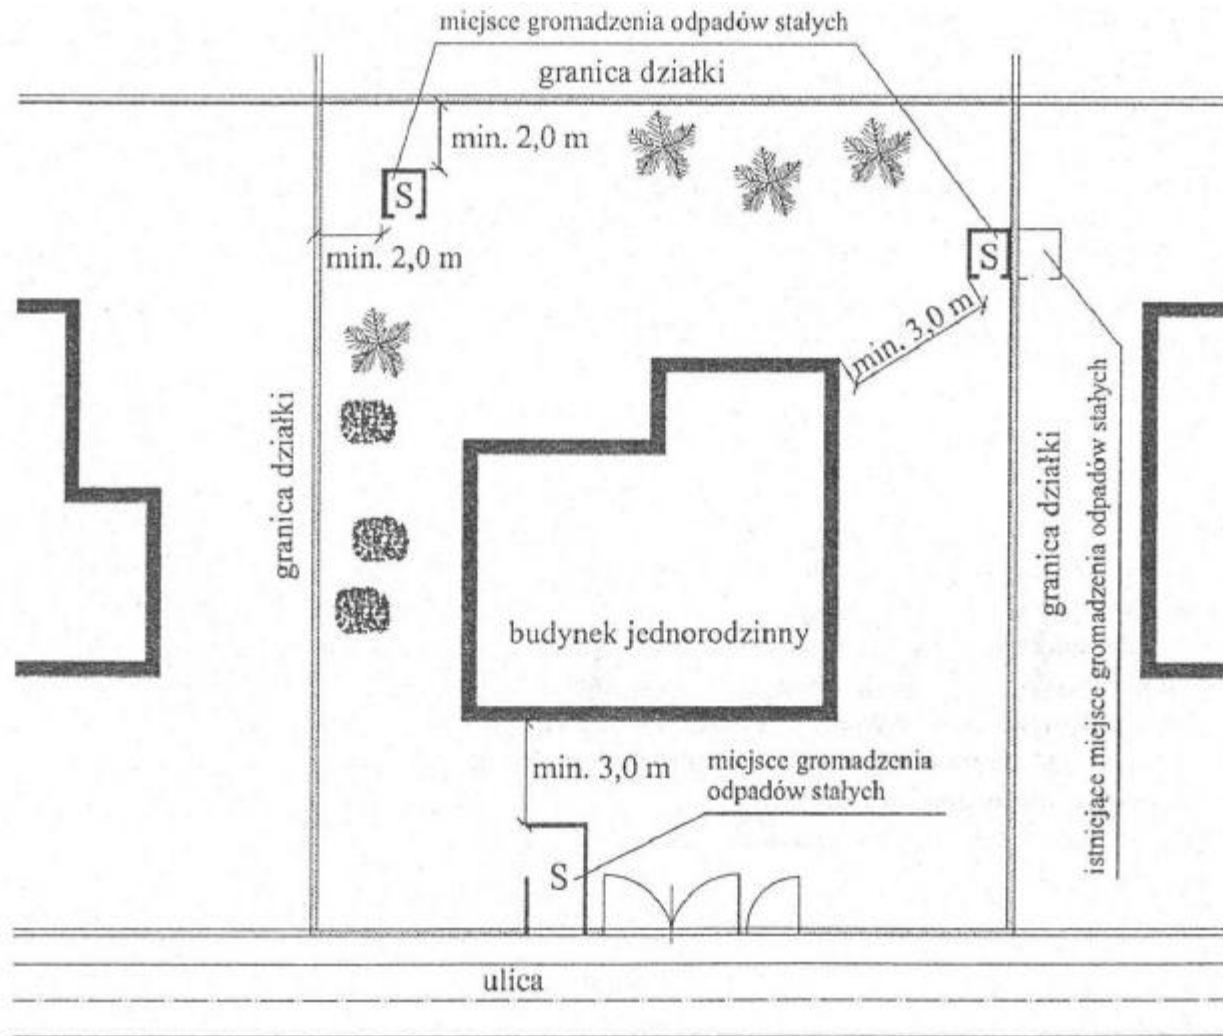 miejsce gromadzenia odpadów stałych
granica działki
min. 2,0 m
S
min. 2,0 m
S
min. 3,0 m
granica działki
granica działki
istniejące miejsce gromadzenia odpadów stałych
budynek jednorodzinny
min. 3,0 m
miejsce gromadzenia
odpadów stałych
S
ulica